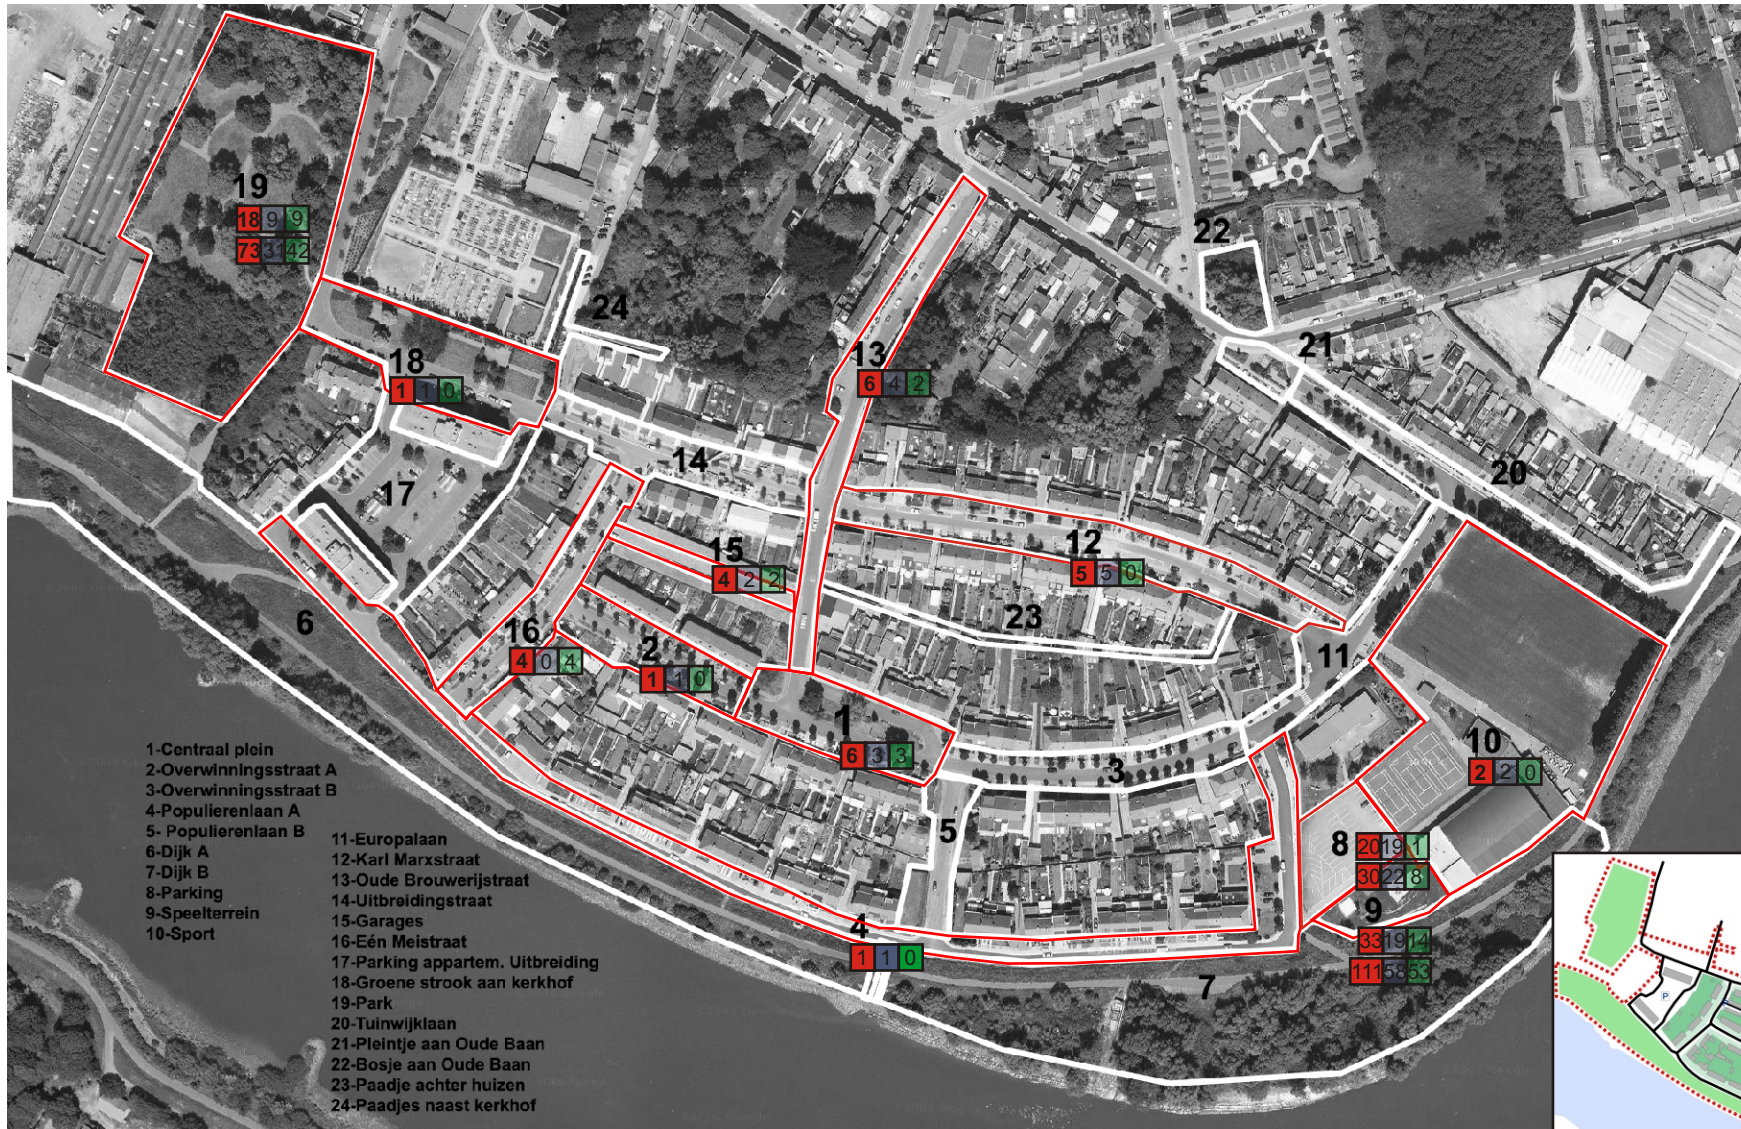 19
18 9 9
73 31 42
22
24
21
18
1 1 0
13
6 4 2
14
20
17
15
4 2 2
12
5 5 0
6
16
4 0 4
2
1 1 0
23
11
1
6 3 3
3
10
2 2 0
5
8
20 19 1
30 22 8
9
33 19 14
111 58 53
4
1 1 0
7
1-Centraal plein
2-Overwinningsstraat A
3-Overwinningsstraat B
4-Populierenlaan A
5- Populierenlaan B
6-Dijk A
7-Dijk B
8-Parking
9-Speelterrein
10-Sport
11-Europalaan
12-Karl Marxstraat
13-Oude Brouwerijstraat
14-Uitbreidingstraat
15-Garages
16-Eén Meistraat
17-Parking appartem. Uitbreiding
18-Groene strook aan kerkhof
19-Park
20-Tuinwijklaan
21-Pleintje aan Oude Baan
22-Bosje aan Oude Baan
23-Paadje achter huizen
24-Paadjes naast kerkhof
P